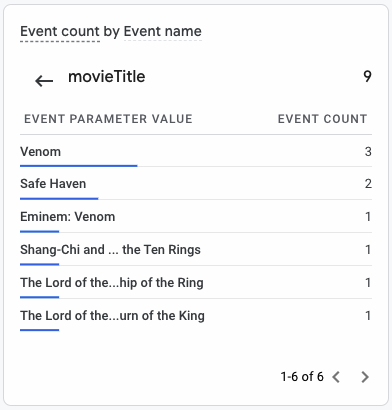 Event count by Event name
movieTitle 9
EVENT PARAMETER VALUE EVENT COUNT
Venom 3
Safe Haven 2
Eminem: Venom 1
Shang-Chi and ... the Ten Rings 1
The Lord of the...hip of the Ring 1
The Lord of the...urn of the King 1
1-6 of 6